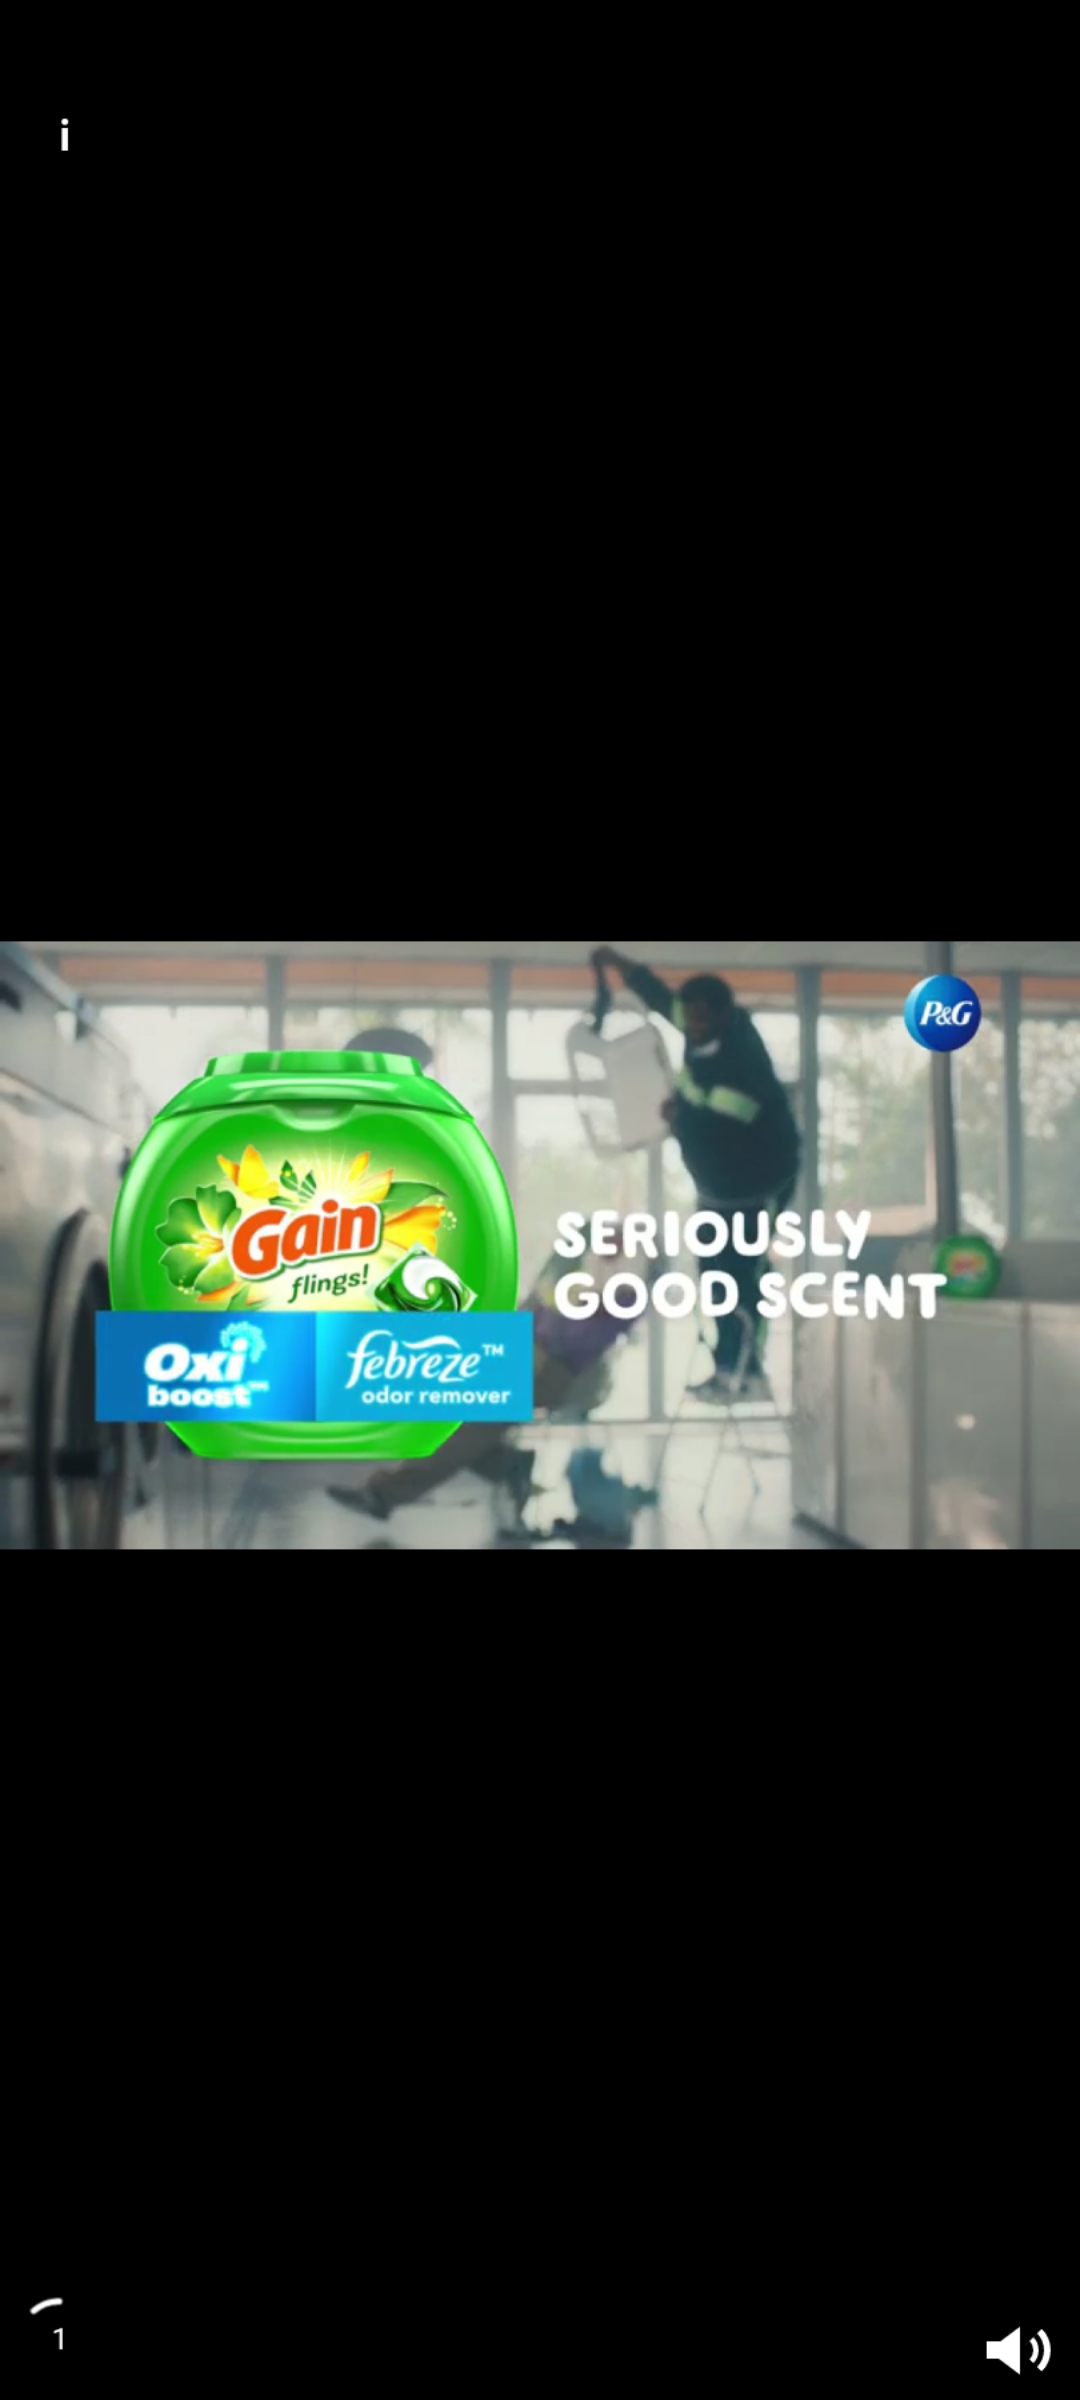 i
P&G
Gain
flings!
Oxi
boost™
febreze™
odor remover
SERIOUSLY
GOOD SCENT
1